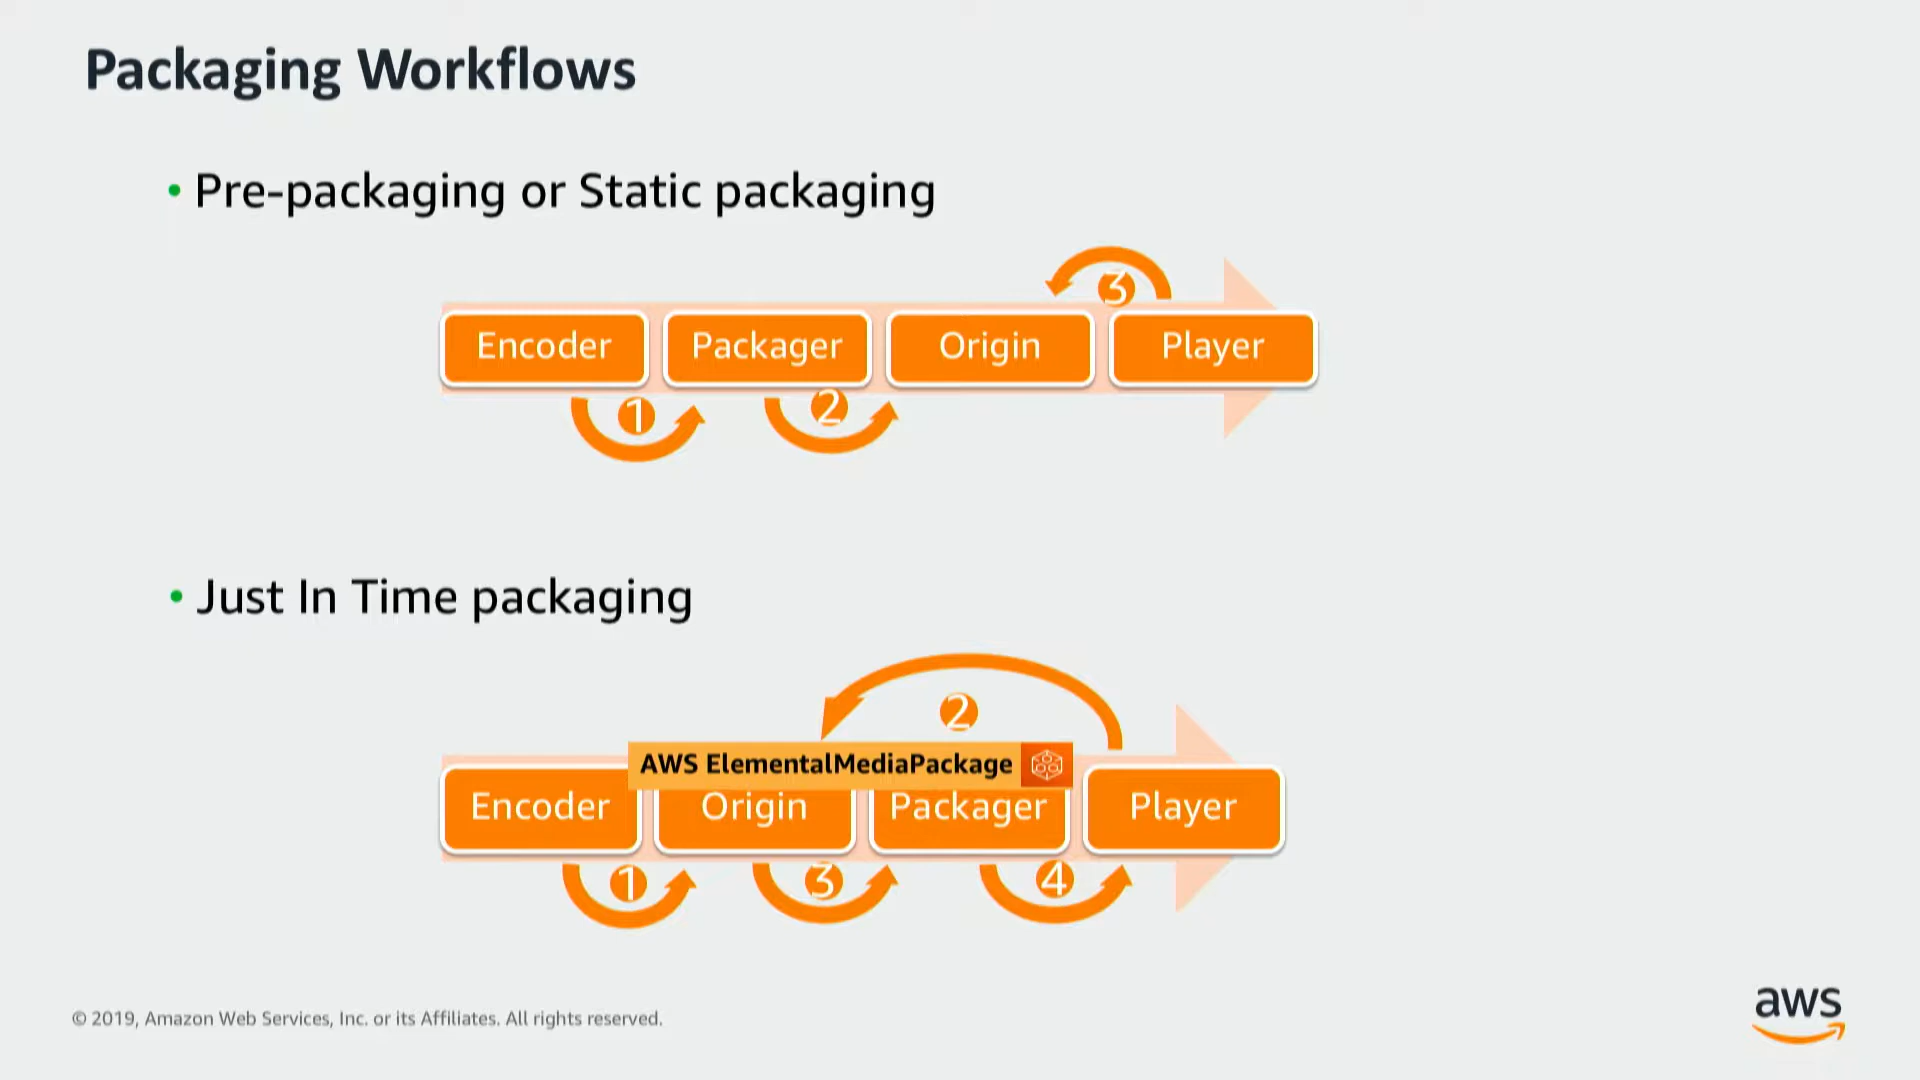 Packaging Workflows
• Pre-packaging or Static packaging
3
Encoder Packager Origin Player
1 2
• Just In Time packaging
2
AWS ElementalMediaPackage
Encoder Origin Packager Player
1 3 4
© 2019, Amazon Web Services, Inc. or its Affiliates. All rights reserved.
aws